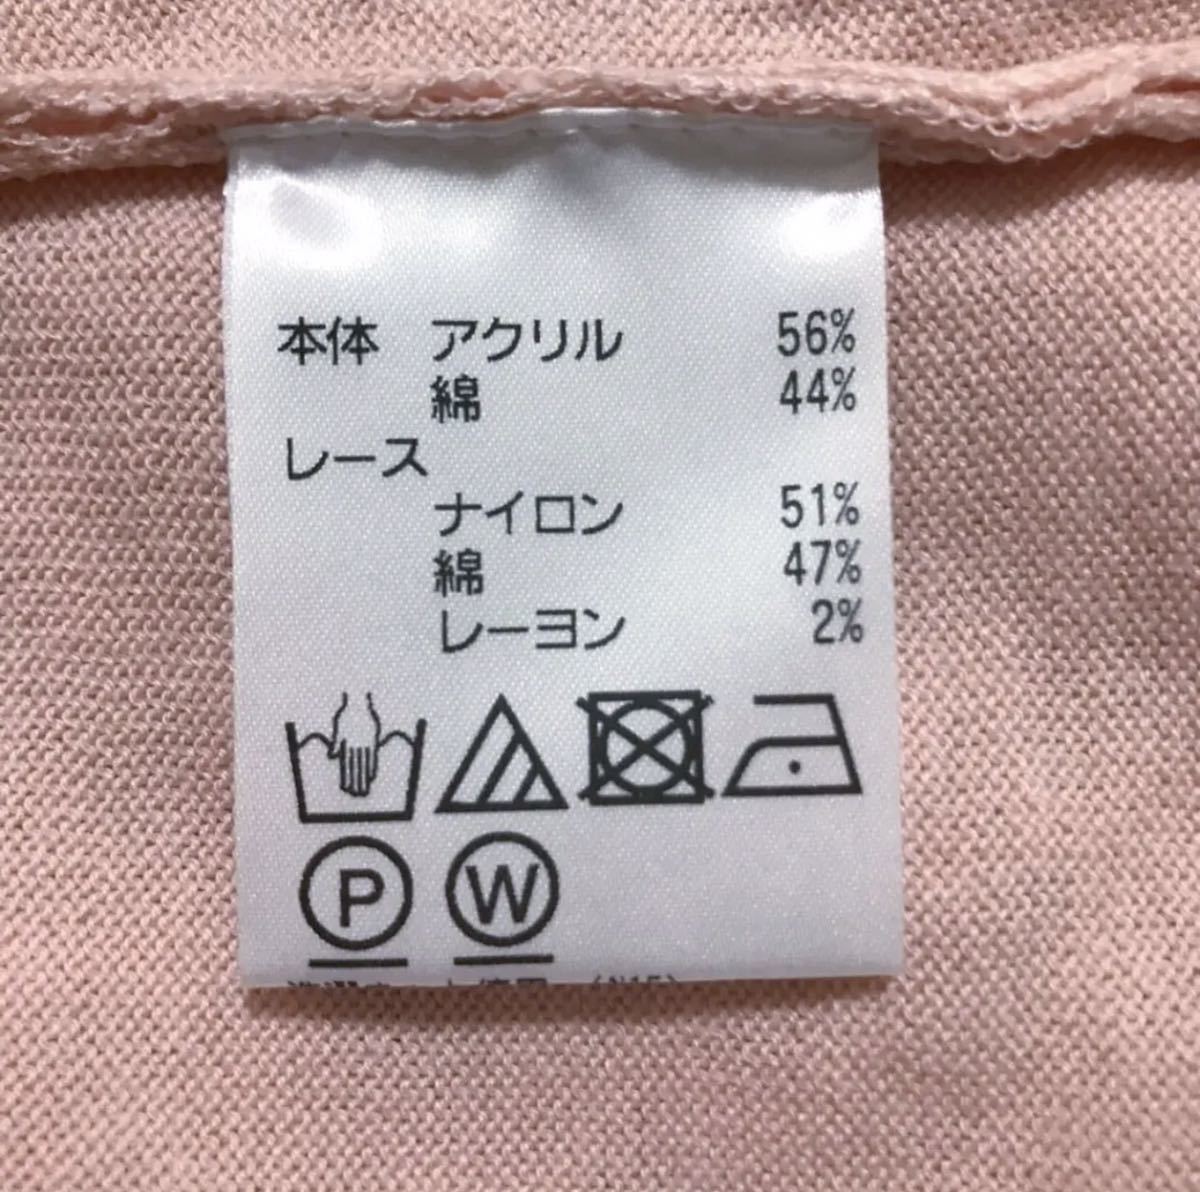 本体 アクリル 56%
綿 44%
レース
ナイロン 51%
綿 47%
レーヨン 2%
P W